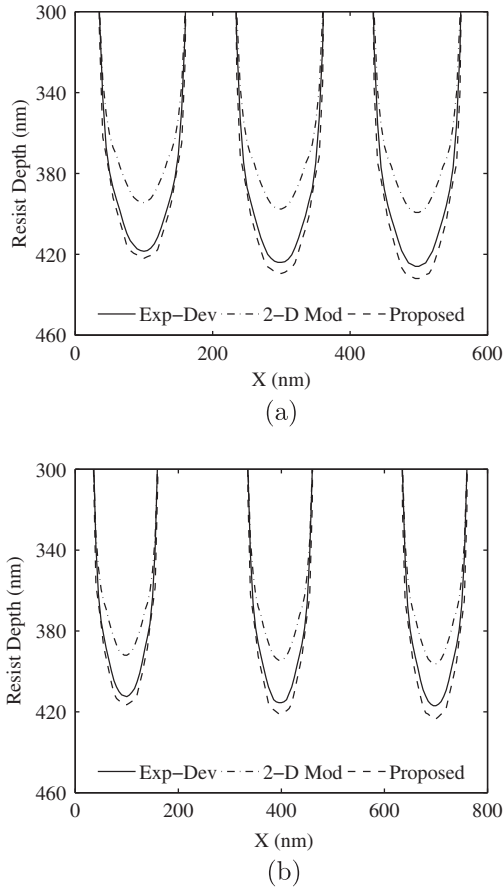 300
340
380
420
460
Resist Depth (nm)
Exp−Dev 2−D Mod Proposed
0 200 400 600
X (nm)
(a)
300
340
380
420
460
Resist Depth (nm)
Exp−Dev 2−D Mod Proposed
0 200 400 600 800
X (nm)
(b)